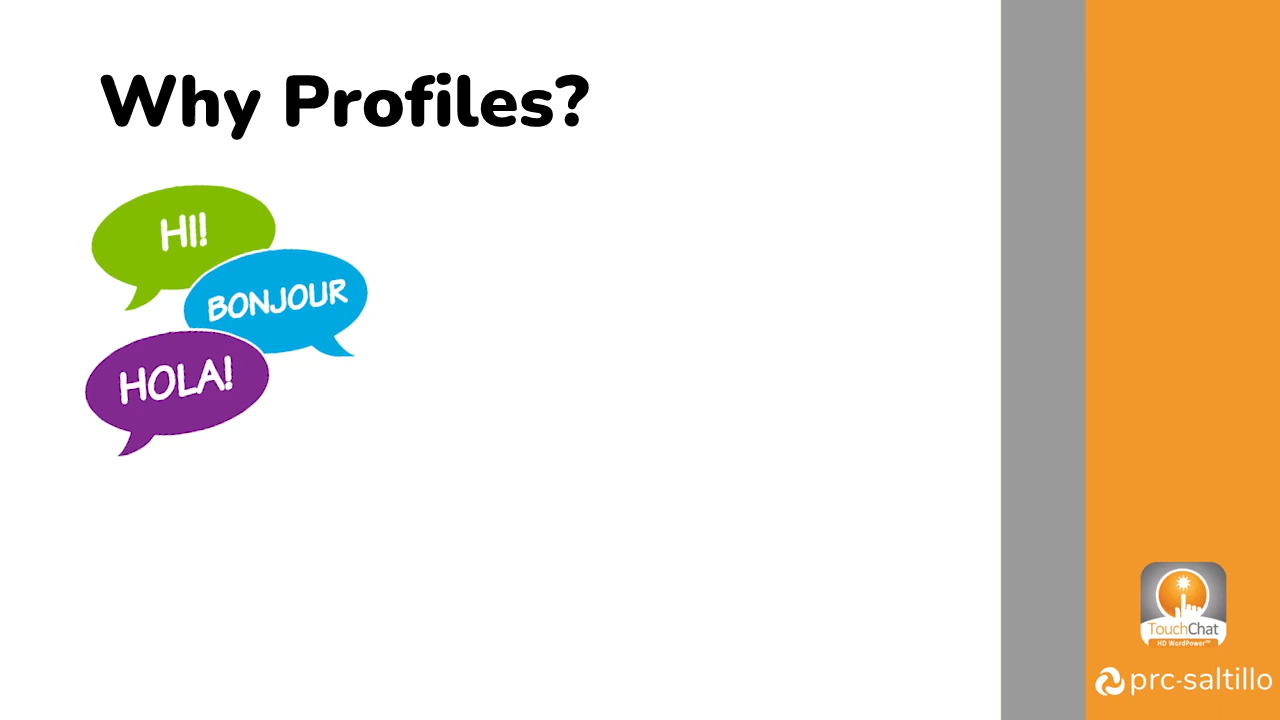 Why Profiles?
HI!
BONJOUR
HOLA!
TouchChat
HD WordPower™
prc-saltillo